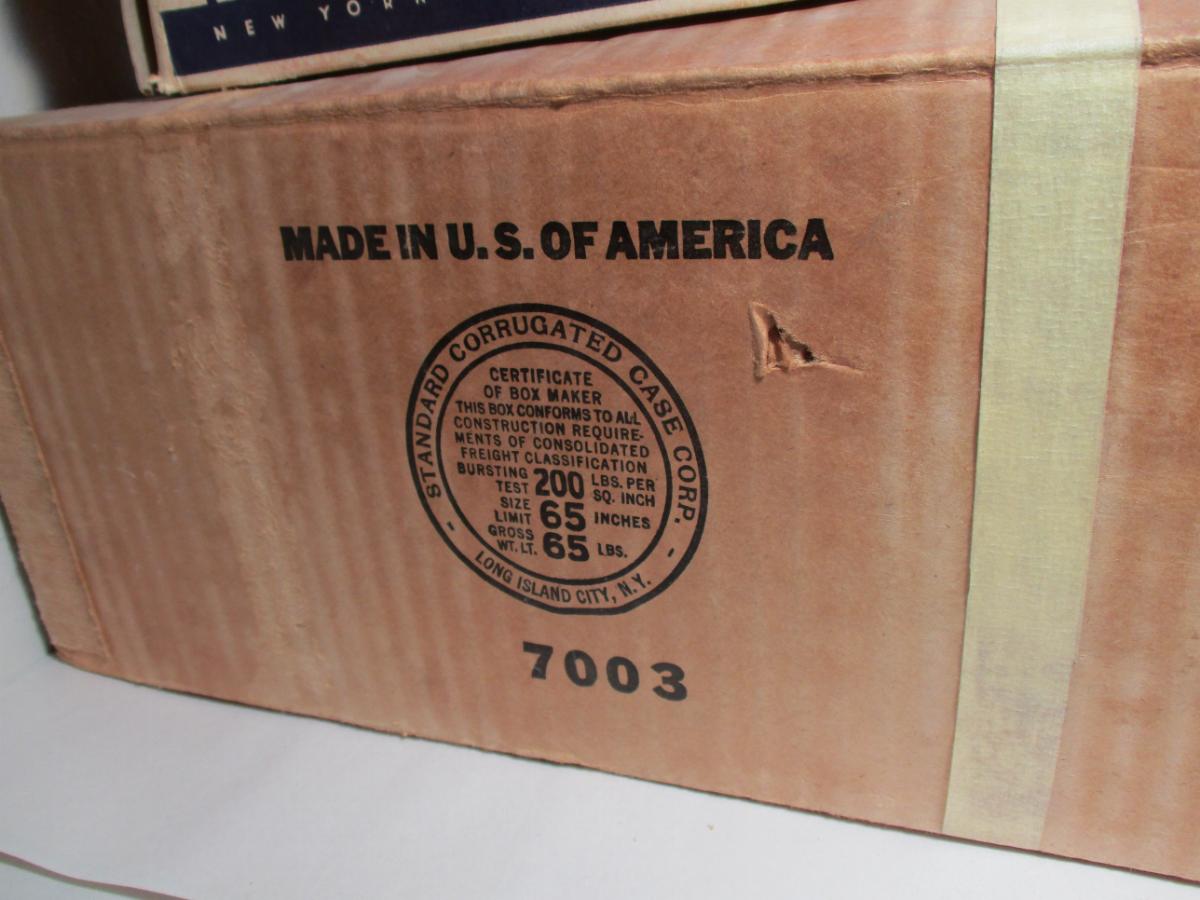 NEW YORK
MADE IN U.S. OF AMERICA
STANDARD CORRUGATED CASE CORP.
CERTIFICATE
OF BOX MAKER
THIS BOX CONFORMS TO ALL
CONSTRUCTION REQUIRE-
MENTS OF CONSOLIDATED
FREIGHT CLASSIFICATION
BURSTING TEST 200 LBS. PER SQ. INCH
SIZE LIMIT 65 INCHES
GROSS WT. LT. 65 LBS.
- LONG ISLAND CITY, N.Y. -
7003